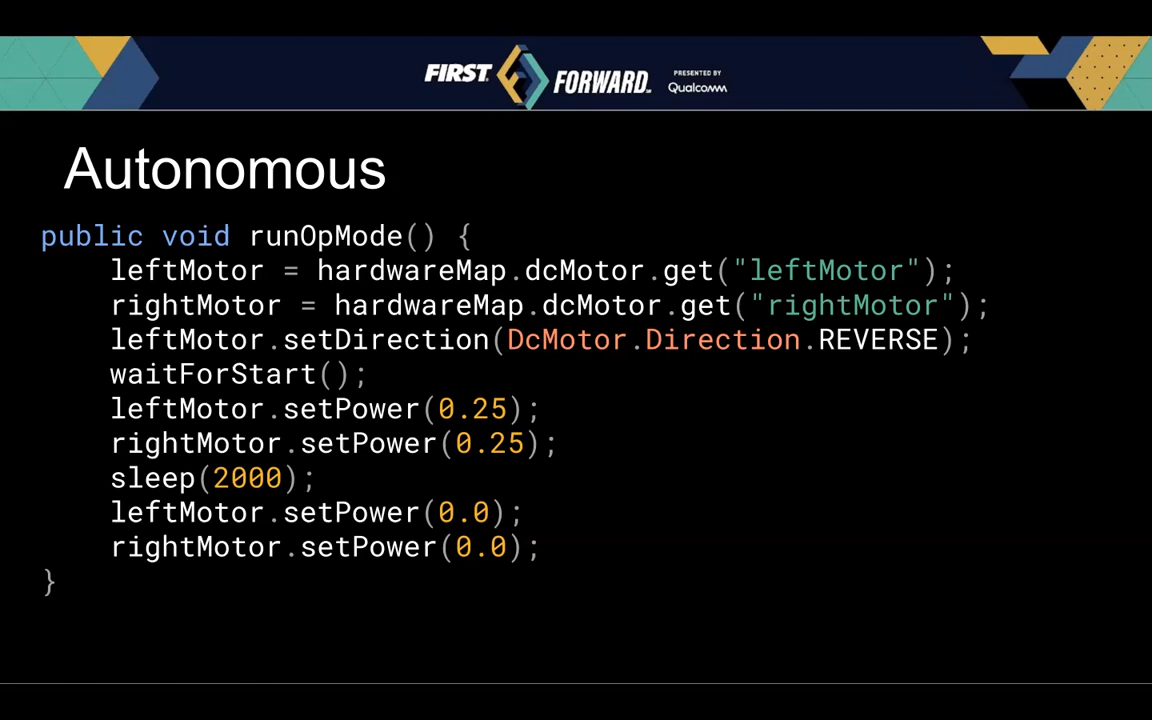 FIRST FORWARD PRESENTED BY Qualcomm
Autonomous
public void runOpMode() {
    leftMotor = hardwareMap.dcMotor.get("leftMotor");
    rightMotor = hardwareMap.dcMotor.get("rightMotor");
    leftMotor.setDirection(DcMotor.Direction.REVERSE);
    waitForStart();
    leftMotor.setPower(0.25);
    rightMotor.setPower(0.25);
    sleep(2000);
    leftMotor.setPower(0.0);
    rightMotor.setPower(0.0);
}